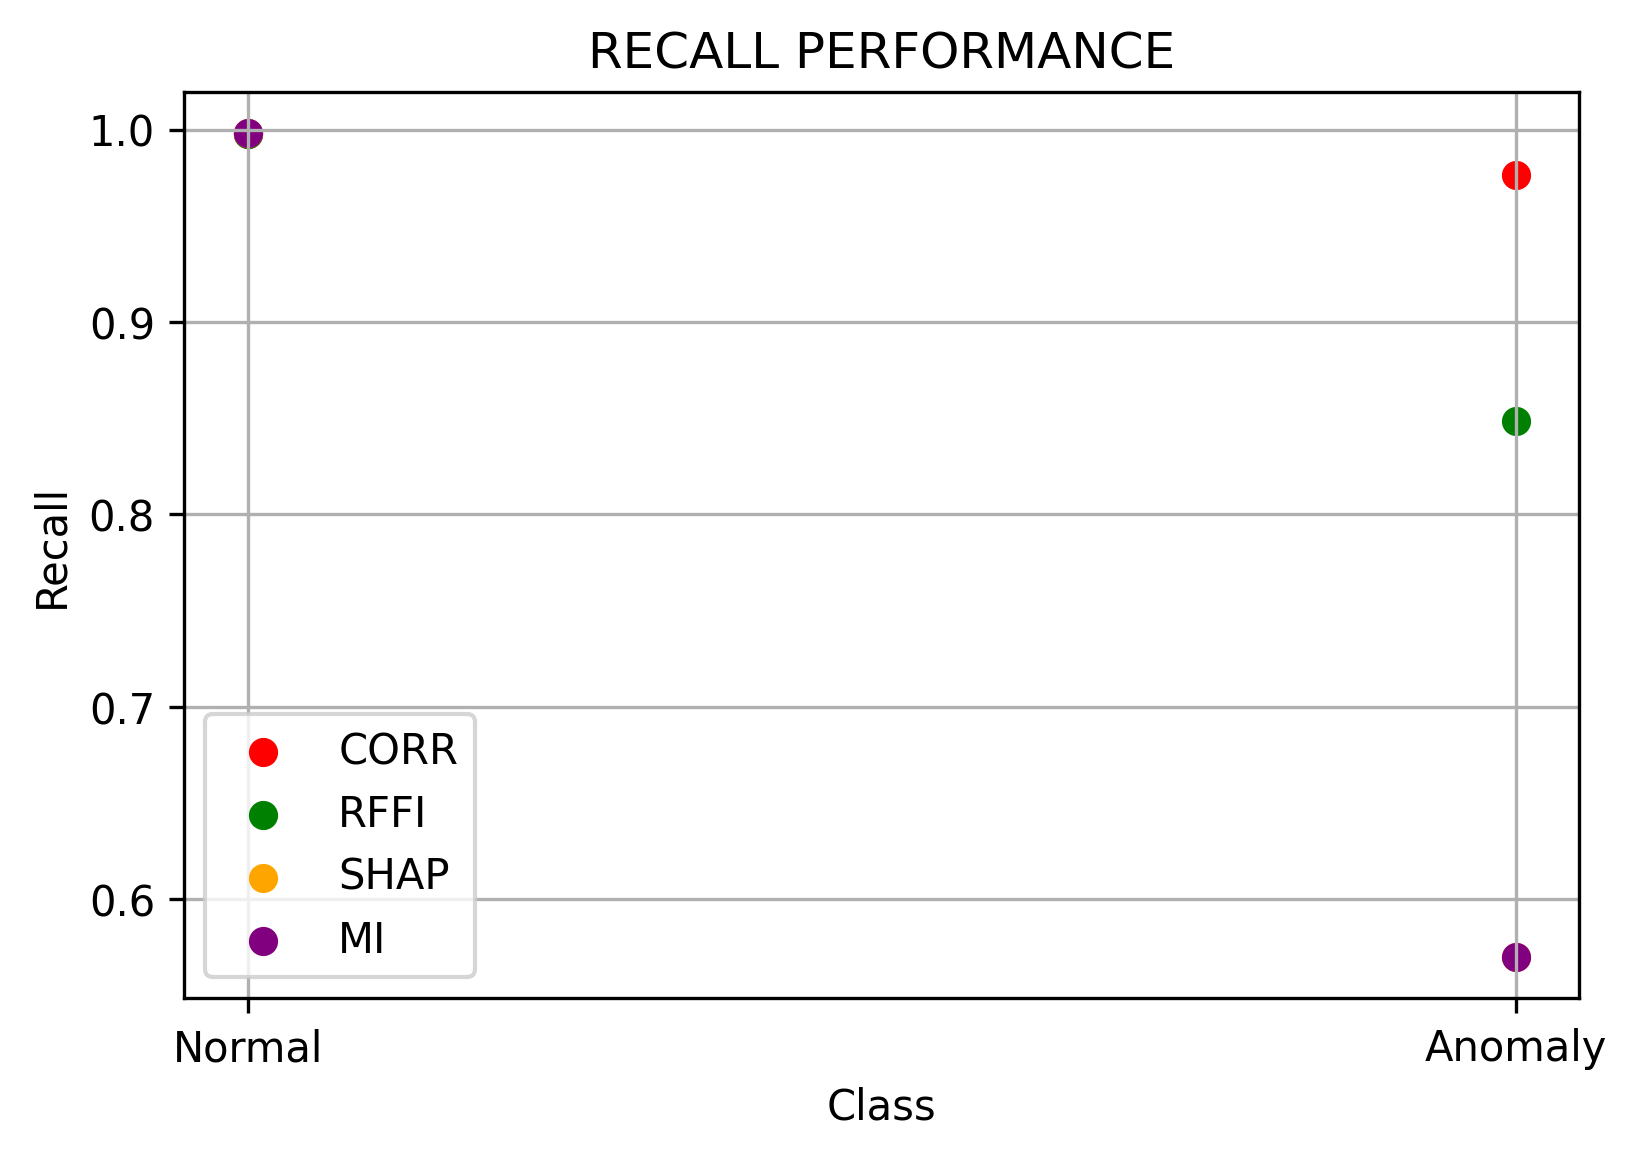 RECALL PERFORMANCE
1.0
0.9
0.8
0.7
0.6
Recall
CORR
RFFI
SHAP
MI
Normal
Anomaly
Class